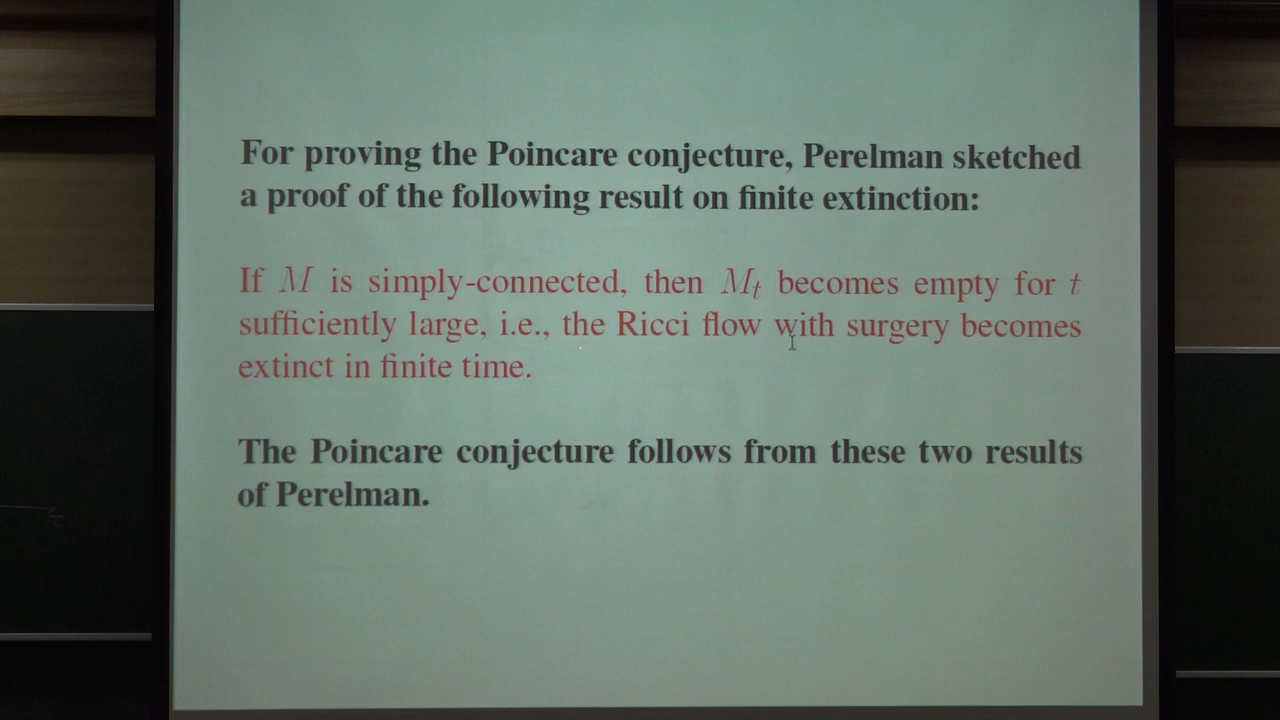 For proving the Poincare conjecture, Perelman sketched
a proof of the following result on finite extinction:
If M is simply-connected, then M_t becomes empty for t
sufficiently large, i.e., the Ricci flow with surgery becomes
extinct in finite time.
The Poincare conjecture follows from these two results
of Perelman.